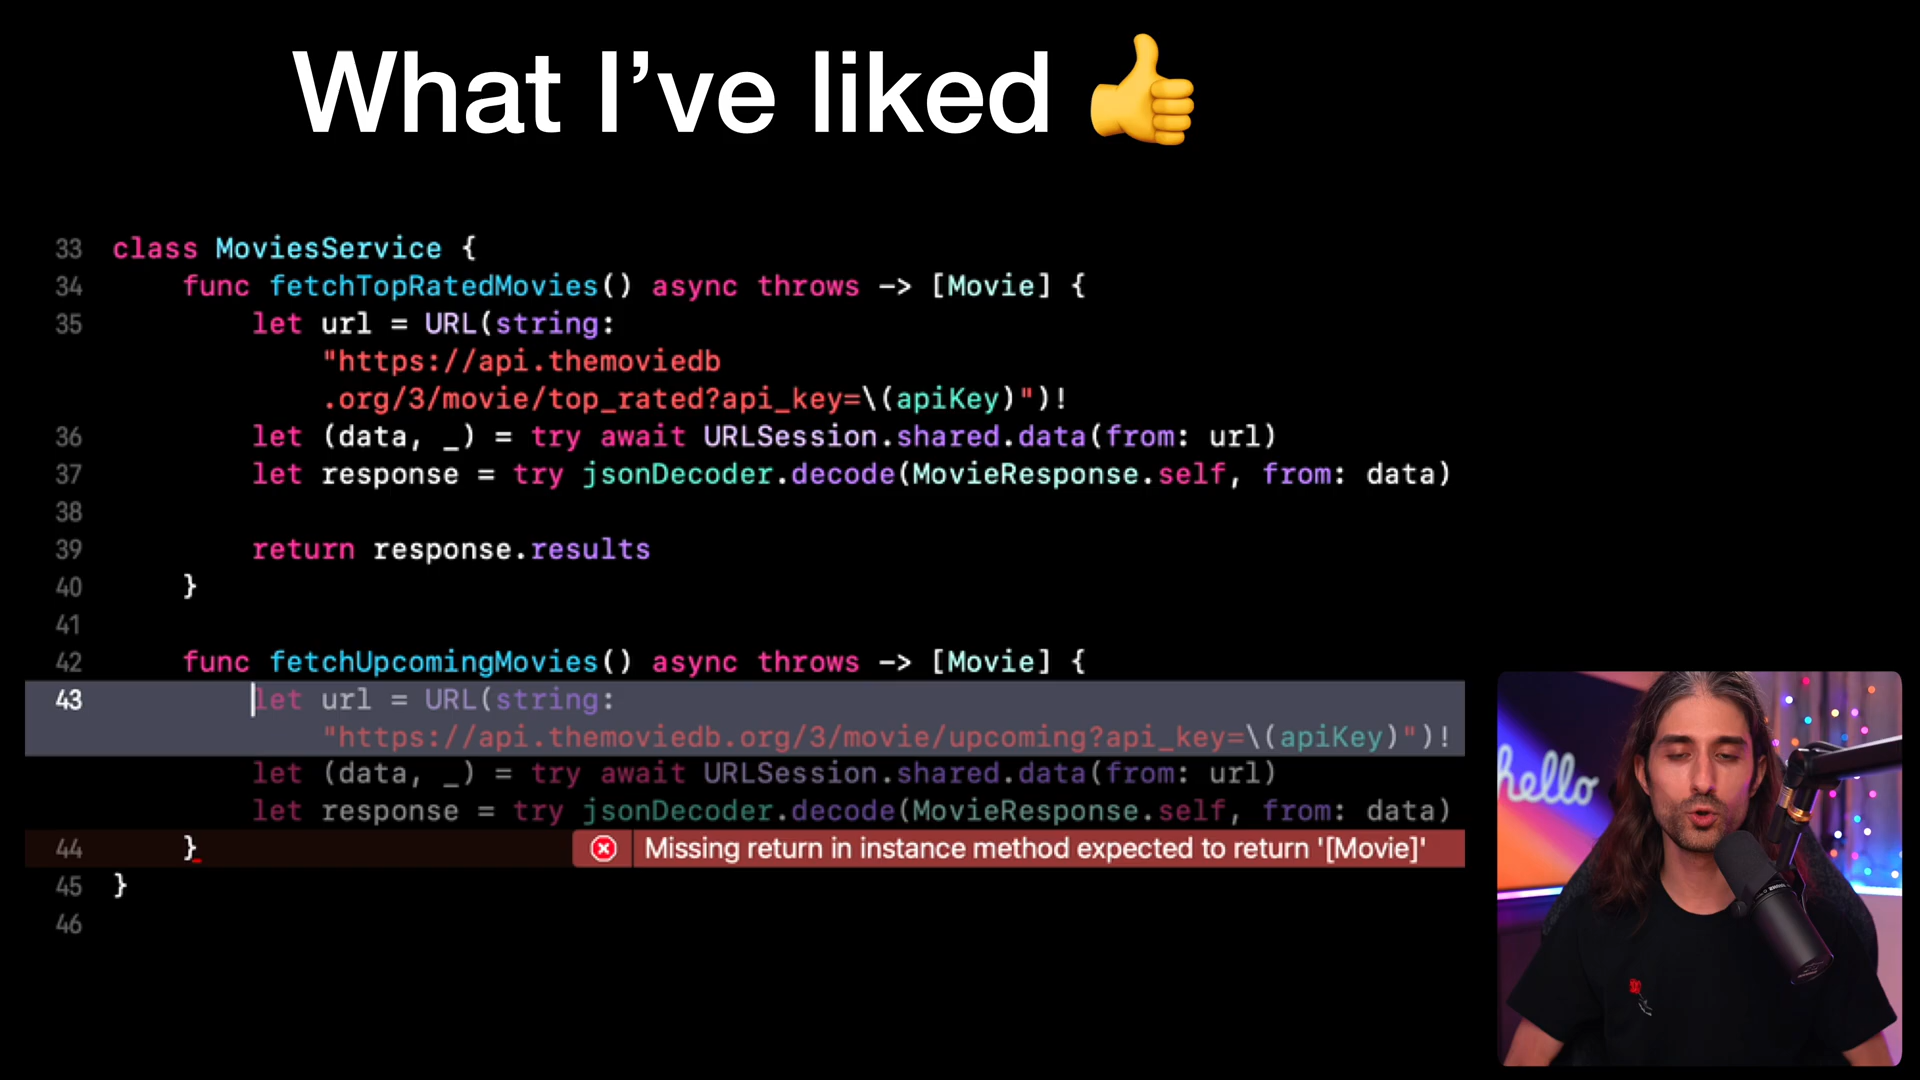 What I've liked 👍
33 class MoviesService {
34 func fetchTopRatedMovies() async throws -> [Movie] {
35 let url = URL(string:
"https://api.themoviedb
.org/3/movie/top_rated?api_key=\(apiKey)")!
36 let (data, _) = try await URLSession.shared.data(from: url)
37 let response = try jsonDecoder.decode(MovieResponse.self, from: data)
38
39 return response.results
40 }
41
42 func fetchUpcomingMovies() async throws -> [Movie] {
43 let url = URL(string:
"https://api.themoviedb.org/3/movie/upcoming?api_key=\(apiKey)")!
let (data, _) = try await URLSession.shared.data(from: url)
let response = try jsonDecoder.decode(MovieResponse.self, from: data)
44 } Missing return in instance method expected to return '[Movie]'
45 }
46
hello